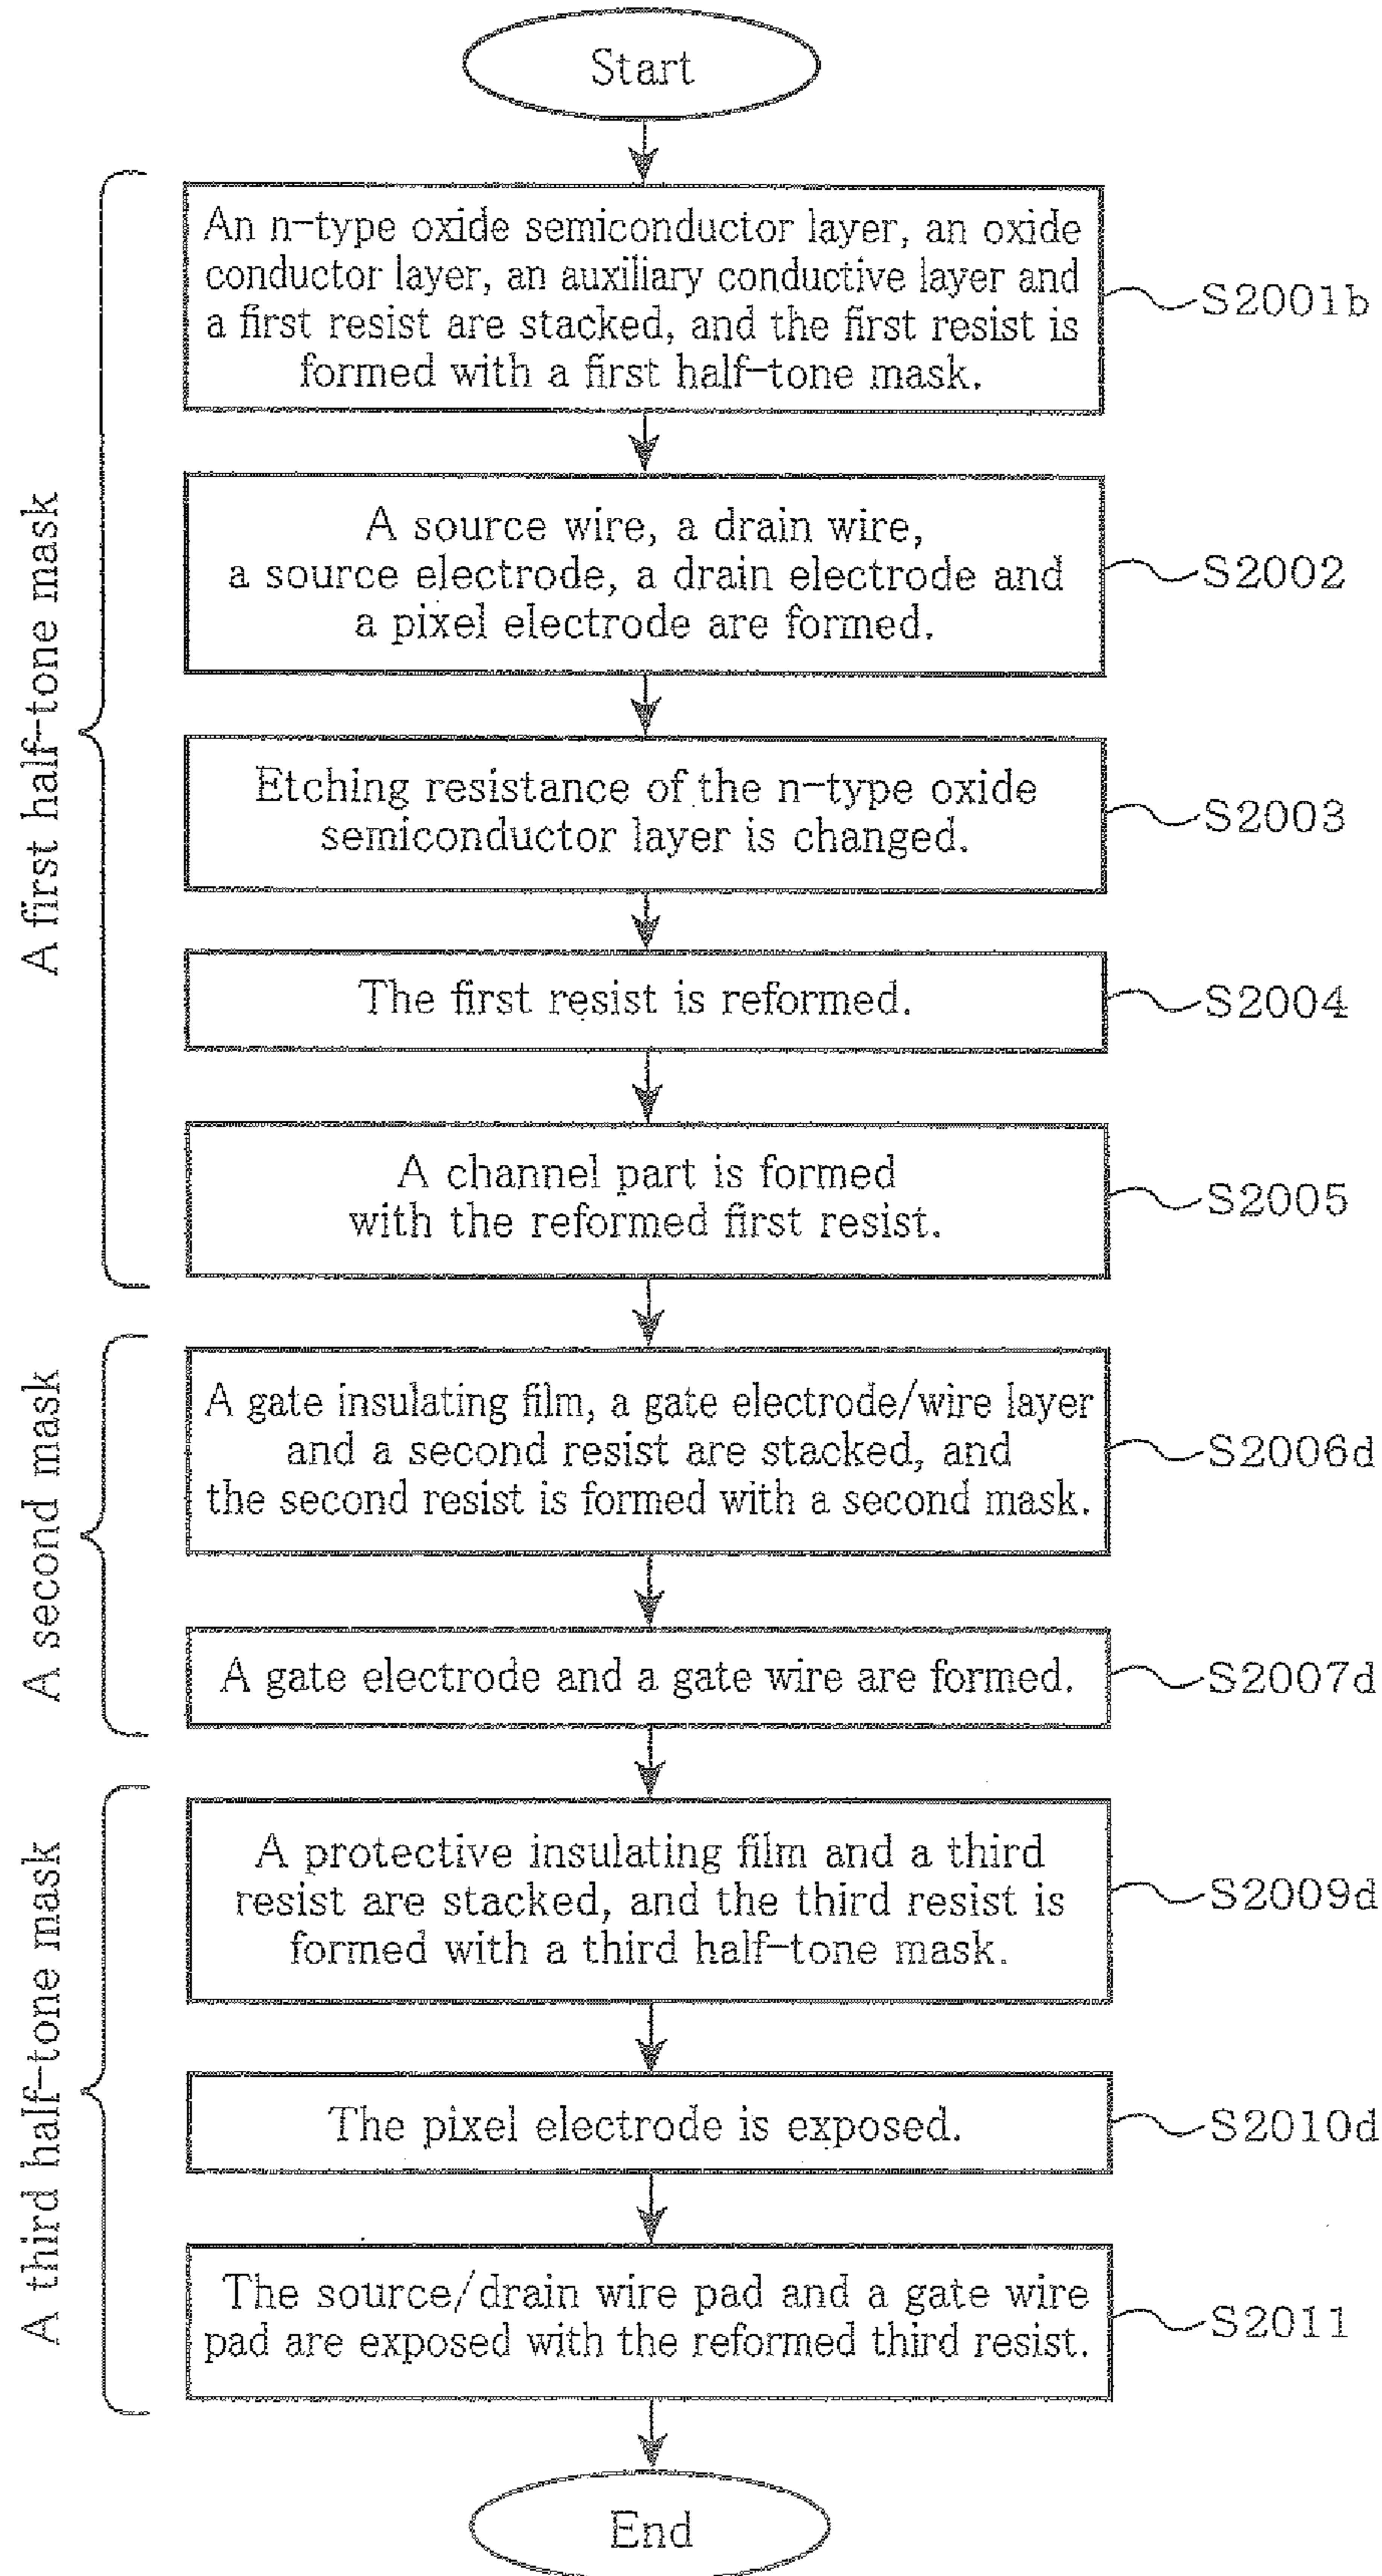 Start
A first half-tone mask
An n-type oxide semiconductor layer, an oxide
conductor layer, an auxiliary conductive layer and
a first resist are stacked, and the first resist is
formed with a first half-tone mask.
S2001b
A source wire, a drain wire,
a source electrode, a drain electrode and
a pixel electrode are formed.
S2002
Etching resistance of the n-type oxide
semiconductor layer is changed.
S2003
The first resist is reformed.
S2004
A channel part is formed
with the reformed first resist.
S2005
A second mask
A gate insulating film, a gate electrode/wire layer
and a second resist are stacked, and
the second resist is formed with a second mask.
S2006d
A gate electrode and a gate wire are formed.
S2007d
A third half-tone mask
A protective insulating film and a third
resist are stacked, and the third resist is
formed with a third half-tone mask.
S2009d
The pixel electrode is exposed.
S2010d
The source/drain wire pad and a gate wire
pad are exposed with the reformed third resist.
S2011
End